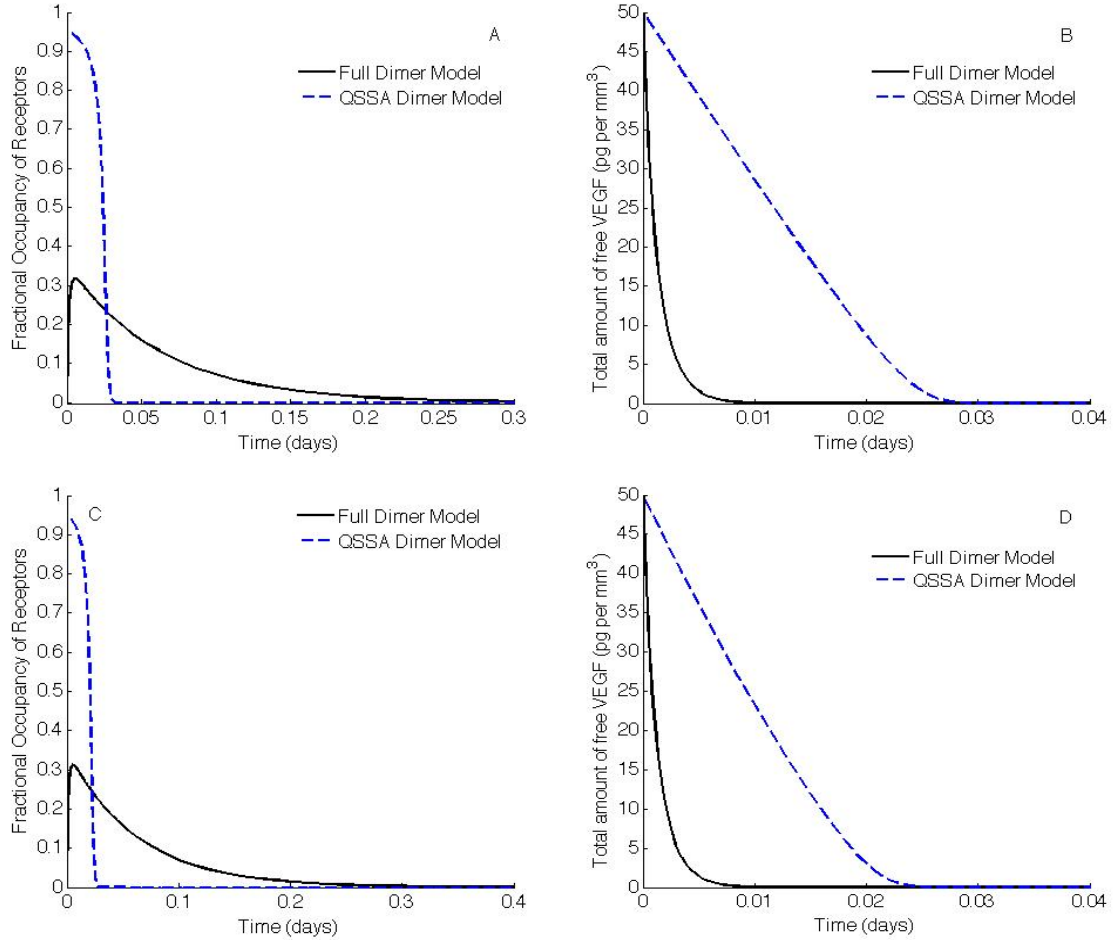 A
Full Dimer Model
QSSA Dimer Model
Fractional Occupancy of Receptors
1
0.9
0.8
0.7
0.6
0.5
0.4
0.3
0.2
0.1
0
0 0.05 0.1 0.15 0.2 0.25 0.3
Time (days)
B
Full Dimer Model
QSSA Dimer Model
Total amount of free VEGF (pg per mm³)
50
45
40
35
30
25
20
15
10
5
0
0 0.01 0.02 0.03 0.04
Time (days)
C
Full Dimer Model
QSSA Dimer Model
Fractional Occupancy of Receptors
1
0.9
0.8
0.7
0.6
0.5
0.4
0.3
0.2
0.1
0
0 0.1 0.2 0.3 0.4
Time (days)
D
Full Dimer Model
QSSA Dimer Model
Total amount of free VEGF (pg per mm³)
50
45
40
35
30
25
20
15
10
5
0
0 0.01 0.02 0.03 0.04
Time (days)